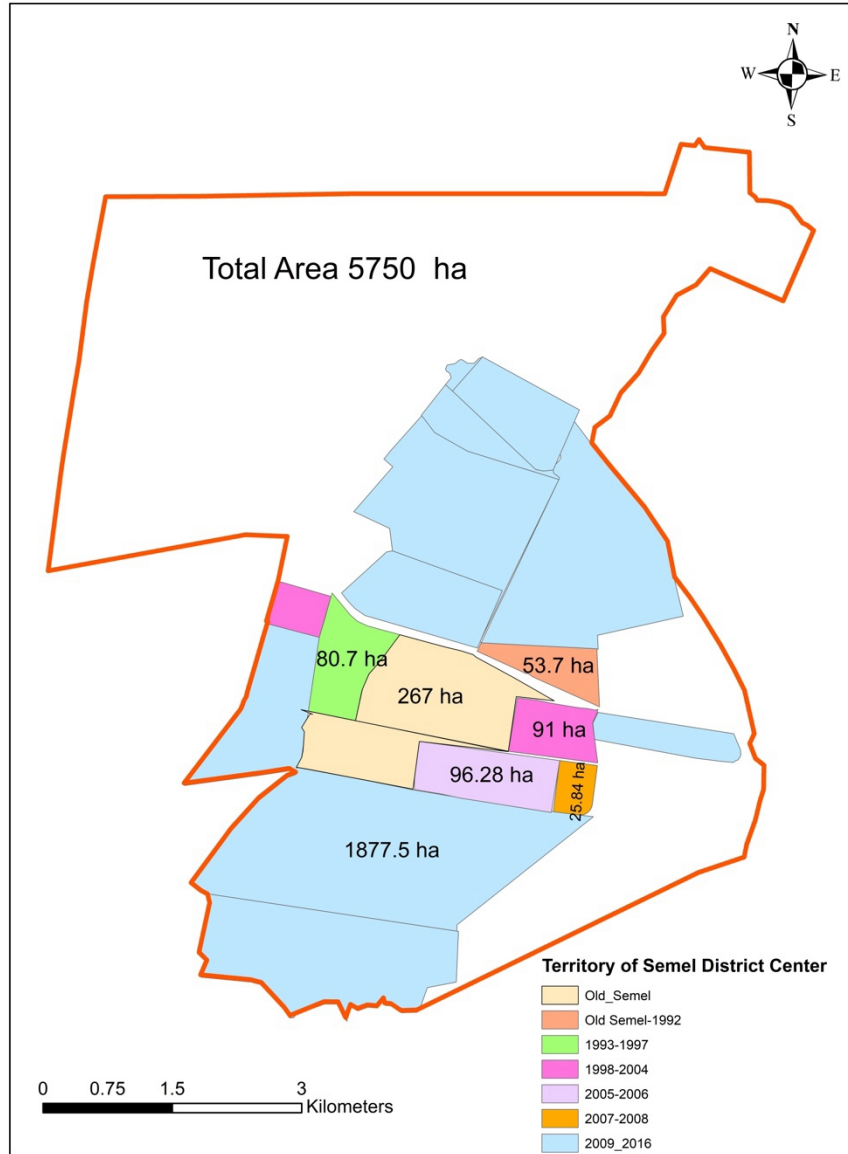 N
W E
S
Total Area 5750 ha
80.7 ha
53.7 ha
267 ha
91 ha
96.28 ha
25.84 ha
1877.5 ha
Territory of Semel District Center
Old_Semel
Old Semel-1992
1993-1997
1998-2004
2005-2006
2007-2008
2009_2016
0 0.75 1.5 3
Kilometers